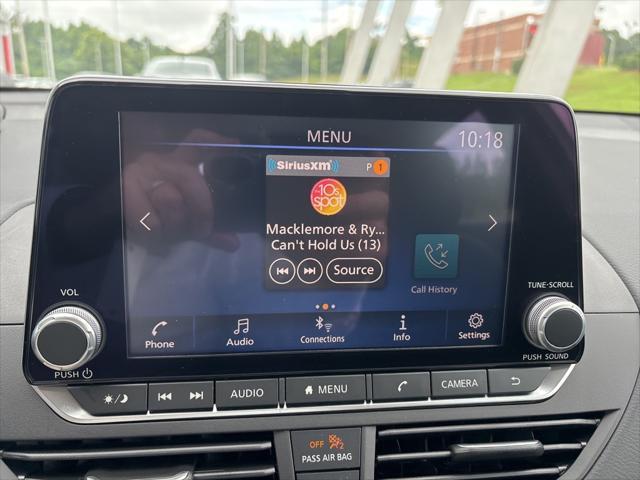 MENU 10:18
SiriusXM P 1
10s spot
Macklemore & Ry...
Can't Hold Us (13)
Source
Call History
Phone Audio Connections Info Settings
VOL
PUSH
TUNE·SCROLL
PUSH SOUND
AUDIO MENU CAMERA
OFF 2
PASS AIR BAG